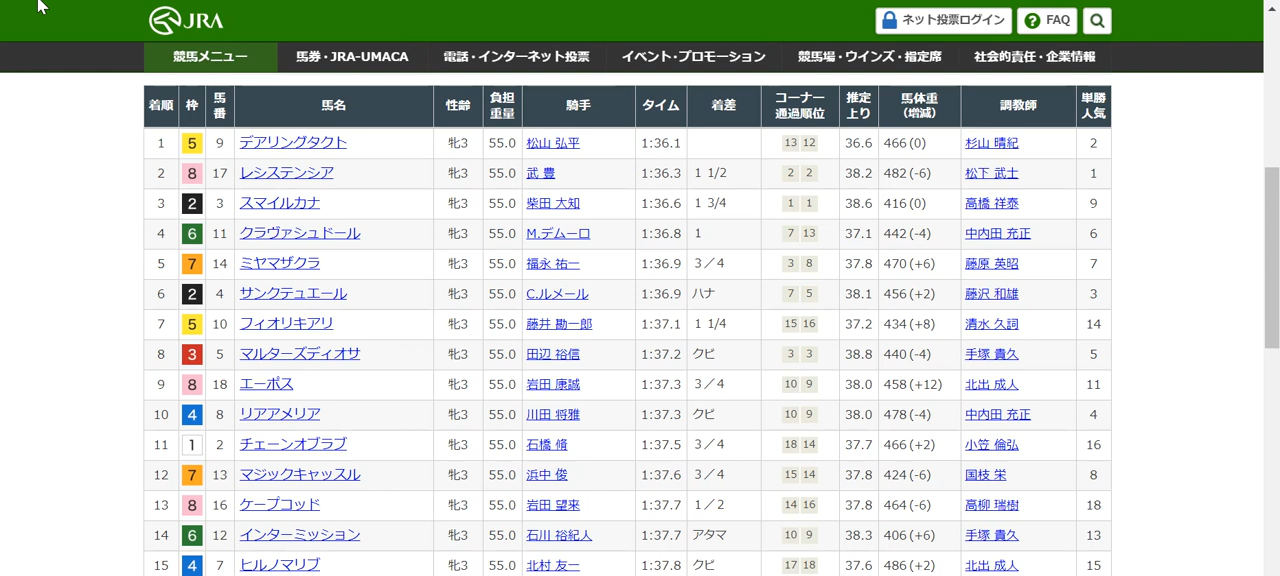 JRA
ネット投票ログイン FAQ
競馬メニュー 馬券・JRA-UMACA 電話・インターネット投票 イベント・プロモーション 競馬場・ウインズ・指定席 社会的責任・企業情報
着順 枠 馬番 馬名 性齢 負担重量 騎手 タイム 着差 コーナー通過順位 推定上り 馬体重(増減) 調教師 単勝人気
1 5 9 デアリングタクト 牝3 55.0 松山 弘平 1:36.1 13 12 36.6 466(0) 杉山 晴紀 2
2 8 17 レシステンシア 牝3 55.0 武 豊 1:36.3 1 1/2 2 2 38.2 482(-6) 松下 武士 1
3 2 3 スマイルカナ 牝3 55.0 柴田 大知 1:36.6 1 3/4 1 1 38.6 416(0) 高橋 祥泰 9
4 6 11 クラヴァシュドール 牝3 55.0 M.デムーロ 1:36.8 1 7 13 37.1 442(-4) 中内田 充正 6
5 7 14 ミヤマザクラ 牝3 55.0 福永 祐一 1:36.9 3／4 3 8 37.8 470(+6) 藤原 英昭 7
6 2 4 サンクテュエール 牝3 55.0 C.ルメール 1:36.9 ハナ 7 5 38.1 456(+2) 藤沢 和雄 3
7 5 10 フィオリキアリ 牝3 55.0 藤井 勘一郎 1:37.1 1 1/4 15 16 37.2 434(+8) 清水 久詞 14
8 3 5 マルターズディオサ 牝3 55.0 田辺 裕信 1:37.2 クビ 3 3 38.8 440(-4) 手塚 貴久 5
9 8 18 エーポス 牝3 55.0 岩田 康誠 1:37.3 3／4 10 9 38.0 458(+12) 北出 成人 11
10 4 8 リアアメリア 牝3 55.0 川田 将雅 1:37.3 クビ 10 9 38.0 478(-4) 中内田 充正 4
11 1 2 チェーンオブラブ 牝3 55.0 石橋 脩 1:37.5 3／4 18 14 37.7 466(+2) 小笠 倫弘 16
12 7 13 マジックキャッスル 牝3 55.0 浜中 俊 1:37.6 3／4 15 14 37.8 424(-6) 国枝 栄 8
13 8 16 ケープコッド 牝3 55.0 岩田 望来 1:37.7 1／2 14 16 37.8 464(-6) 高柳 瑞樹 18
14 6 12 インターミッション 牝3 55.0 石川 裕紀人 1:37.7 アタマ 10 9 38.3 406(+6) 手塚 貴久 13
15 4 7 ヒルノマリブ 牝3 55.0 北村 友一 1:37.8 クビ 17 18 37.6 486(+2) 北出 成人 15